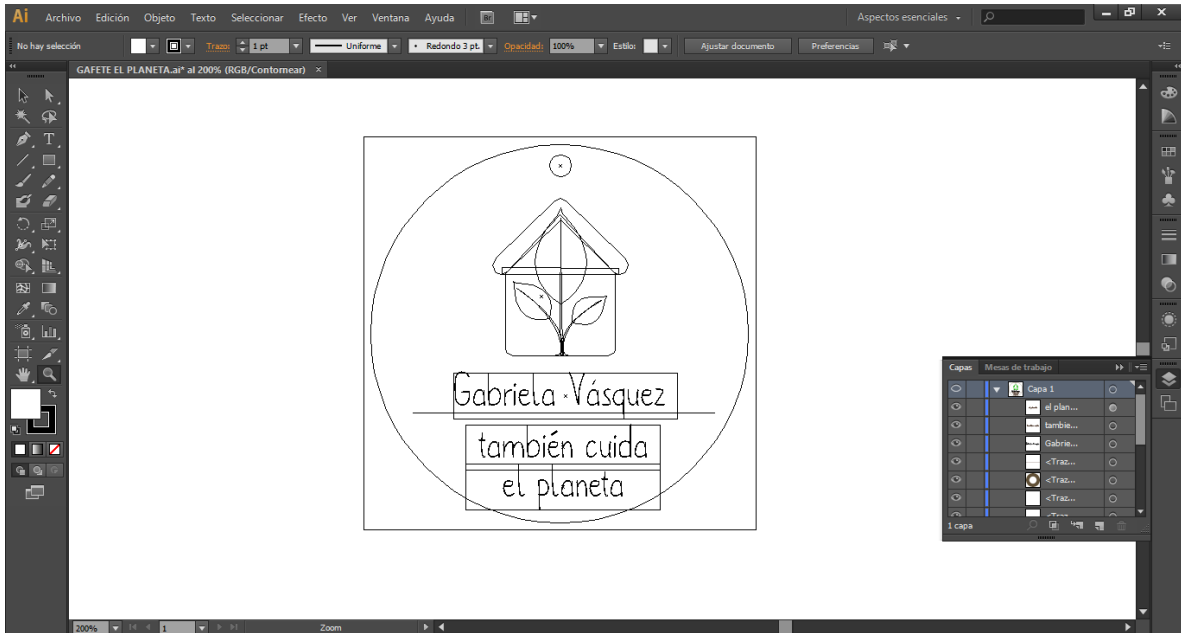 Ai Archivo Edición Objeto Texto Seleccionar Efecto Ver Ventana Ayuda Br Aspectos esenciales
No hay selección Trazo: 1 pt Uniforme Redondo 3 pt. Opacidad: 100% Estilo: Ajustar documento Preferencias
GAFETE EL PLANETA.ai* al 200% (RGB/Contornear) ×
Gabriela Vásquez
también cuida
el planeta
Capas Mesas de trabajo
Capa 1
el plan...
tambie...
Gabrie...
<Traz...
<Traz...
<Traz...
<Traz...
1 capa
200% 1 Zoom